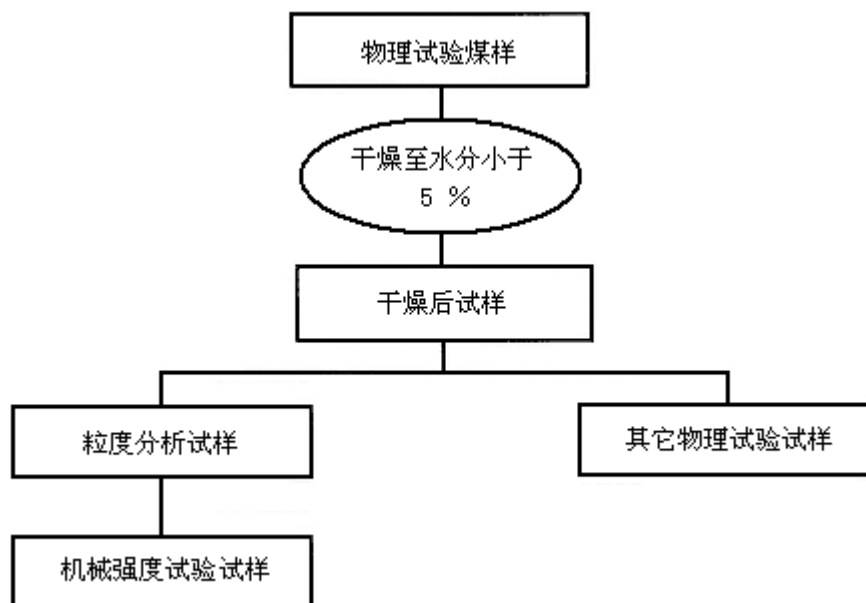 物理试验煤样
干燥至水分小于
5 %
干燥后试样
粒度分析试样
其它物理试验试样
机械强度试验试样